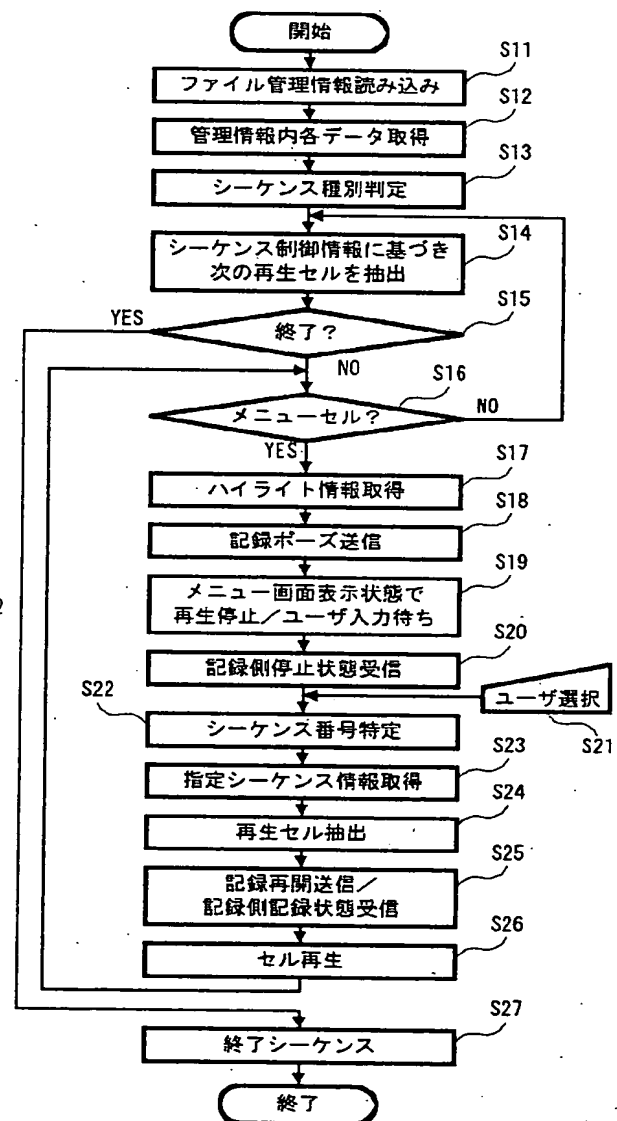 開始
S11
ファイル管理情報読み込み
S12
管理情報内各データ取得
S13
シーケンス種別判定
S14
シーケンス制御情報に基づき
次の再生セルを抽出
S15
YES
終了?
NO
S16
メニューセル?
NO
YES
S17
ハイライト情報取得
S18
記録ポーズ送信
S19
メニュー画面表示状態で
再生停止/ユーザ入力待ち
S20
記録側停止状態受信
ユーザ選択
S21
S22
シーケンス番号特定
S23
指定シーケンス情報取得
S24
再生セル抽出
S25
記録再開送信/
記録側記録状態受信
S26
セル再生
S27
終了シーケンス
終了